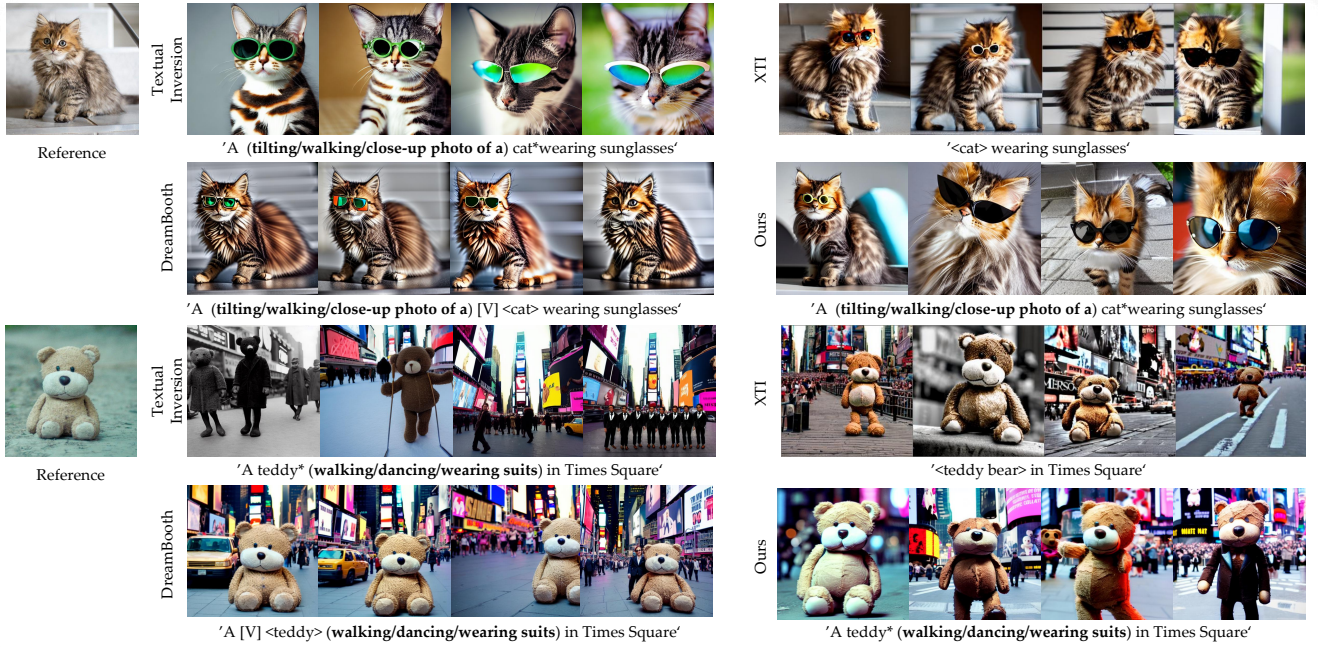 Textual
Inversion
Reference
'A (tilting/walking/close-up photo of a) cat*wearing sunglasses‘
XTI
'<cat> wearing sunglasses‘
DreamBooth
'A (tilting/walking/close-up photo of a) [V] <cat> wearing sunglasses‘
Ours
'A (tilting/walking/close-up photo of a) cat*wearing sunglasses‘
Textual
Inversion
Reference
'A teddy* (walking/dancing/wearing suits) in Times Square‘
XTI
'<teddy bear> in Times Square‘
DreamBooth
'A [V] <teddy> (walking/dancing/wearing suits) in Times Square‘
Ours
'A teddy* (walking/dancing/wearing suits) in Times Square‘